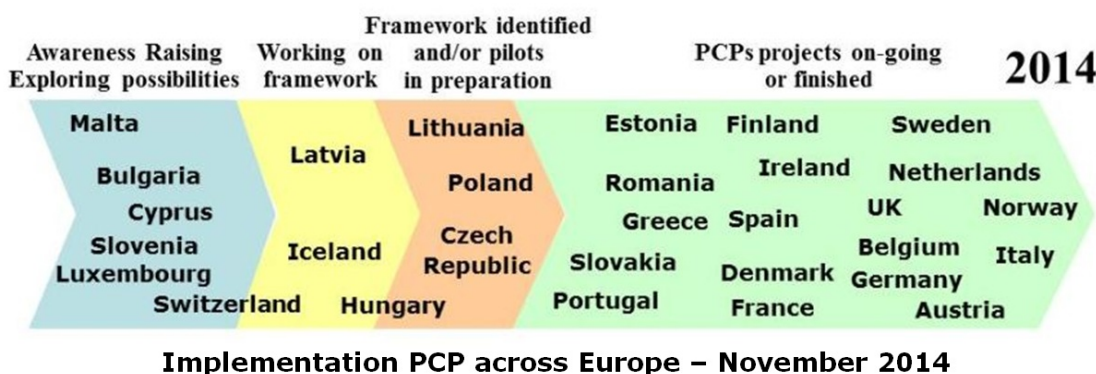 Awareness Raising
Exploring possibilities
Working on
framework
Framework identified
and/or pilots
in preparation
PCPs projects on-going
or finished
2014
Malta
Bulgaria
Cyprus
Slovenia
Luxembourg
Switzerland
Latvia
Iceland
Hungary
Lithuania
Poland
Czech
Republic
Estonia
Finland
Sweden
Ireland
Netherlands
Romania
UK
Norway
Greece
Spain
Belgium
Italy
Slovakia
Denmark
Germany
Portugal
France
Austria
Implementation PCP across Europe – November 2014